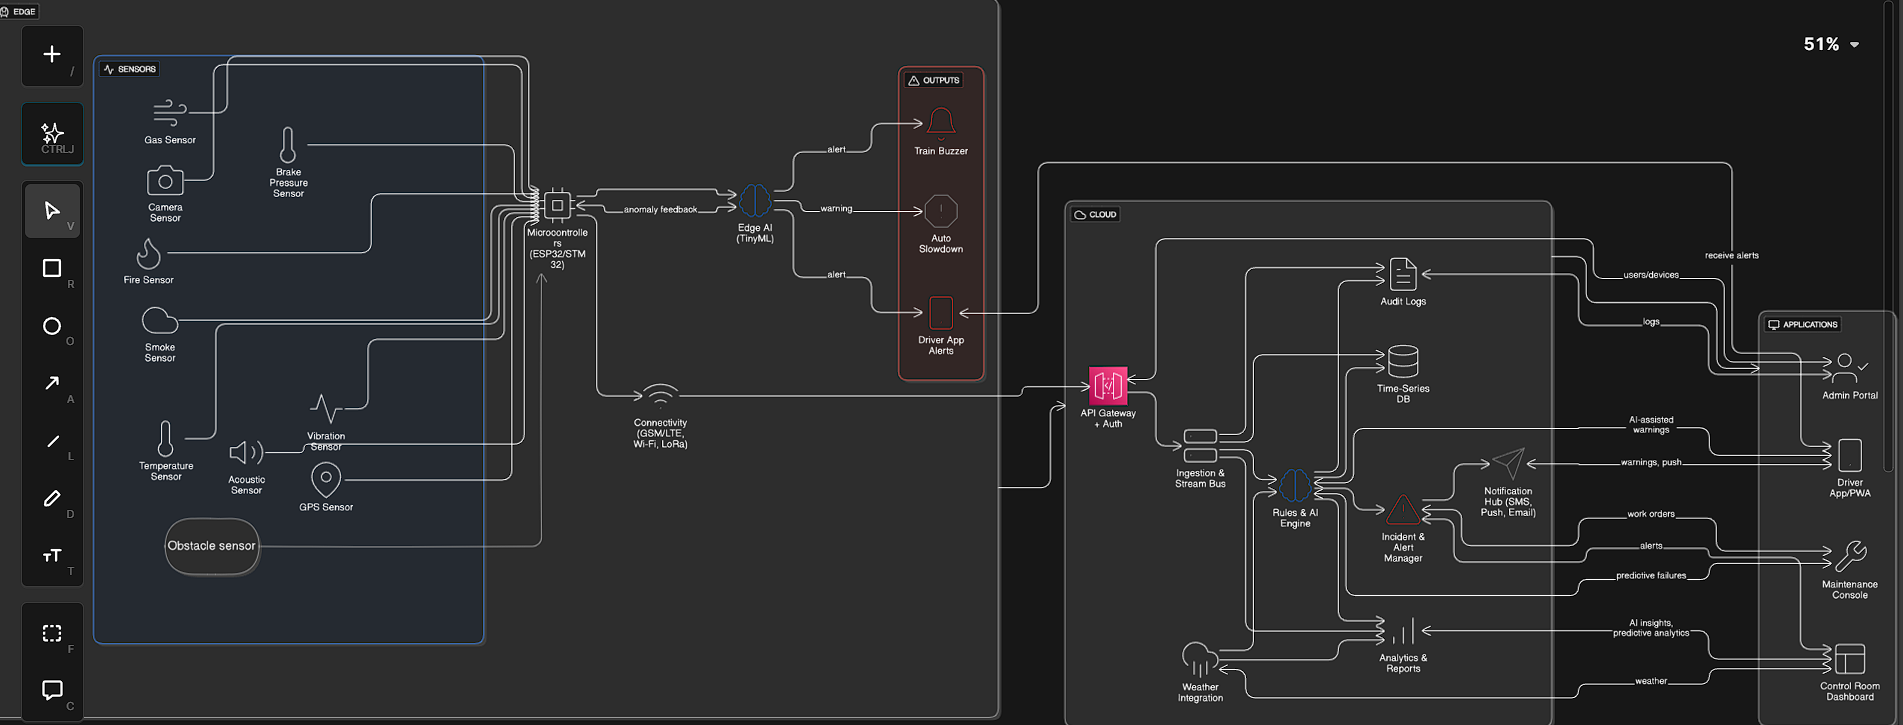 EDGE
51%
/
CTRLJ
V
R
O
A
L
D
T
F
C
SENSORS
Gas Sensor
Camera
Sensor
Brake
Pressure
Sensor
Fire Sensor
Smoke
Sensor
Temperature
Sensor
Acoustic
Sensor
Vibration
Sensor
GPS Sensor
Obstacle sensor
Microcontrolle
rs
(ESP32/STM
32)
anomaly feedback
Edge AI
(TinyML)
alert
warning
alert
OUTPUTS
Train Buzzer
Auto
Slowdown
Driver App
Alerts
Connectivity
(GSM/LTE,
Wi-Fi, LoRa)
CLOUD
API Gateway
+ Auth
Ingestion &
Stream Bus
Audit Logs
Time-Series
DB
Rules & AI
Engine
Incident &
Alert
Manager
Notification
Hub (SMS,
Push, Email)
Analytics &
Reports
Weather
Integration
receive alerts
users/devices
logs
AI-assisted
warnings
warnings, push
work orders
alerts
predictive failures
AI insights,
predictive analytics
weather
APPLICATIONS
Admin Portal
Driver
App/PWA
Maintenance
Console
Control Room
Dashboard